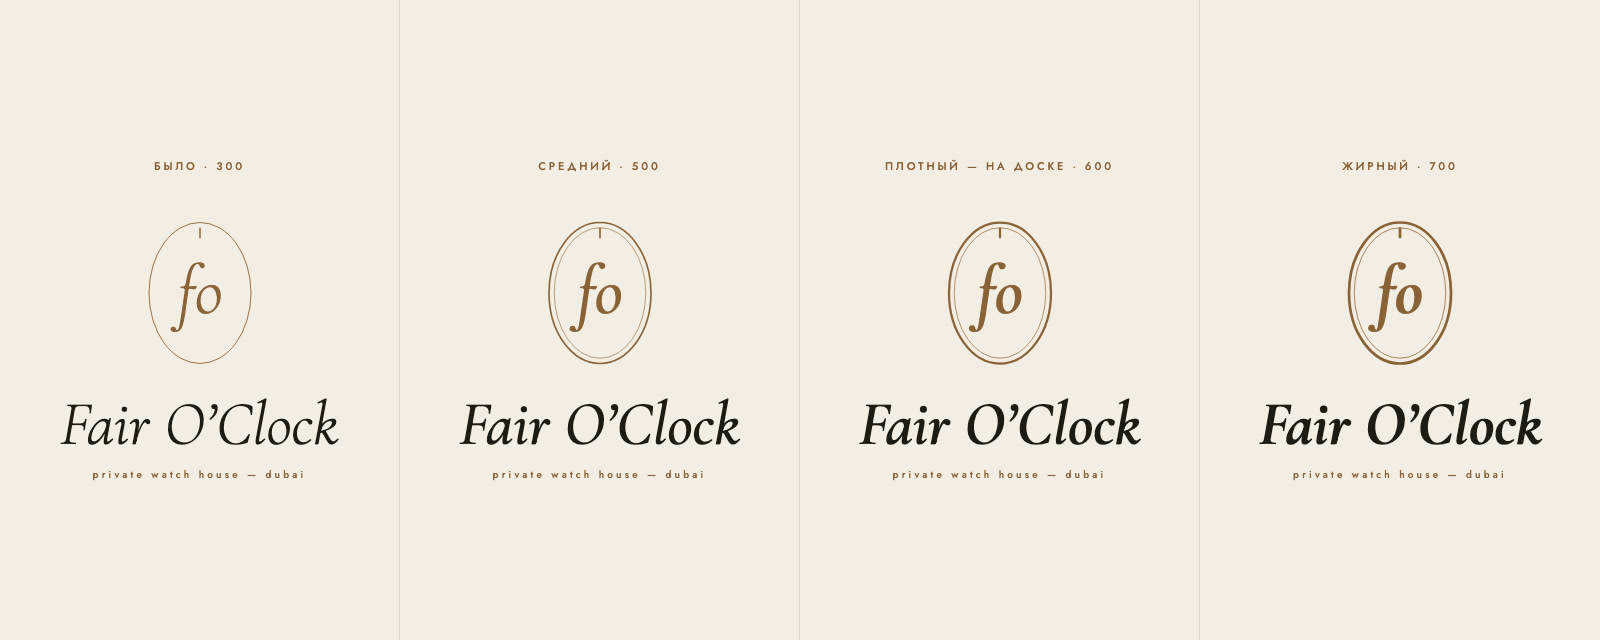 БЫЛО · 300
fo
Fair O’Clock
private watch house — dubai
СРЕДНИЙ · 500
fo
Fair O’Clock
private watch house — dubai
ПЛОТНЫЙ — НА ДОСКЕ · 600
fo
Fair O’Clock
private watch house — dubai
ЖИРНЫЙ · 700
fo
Fair O’Clock
private watch house — dubai